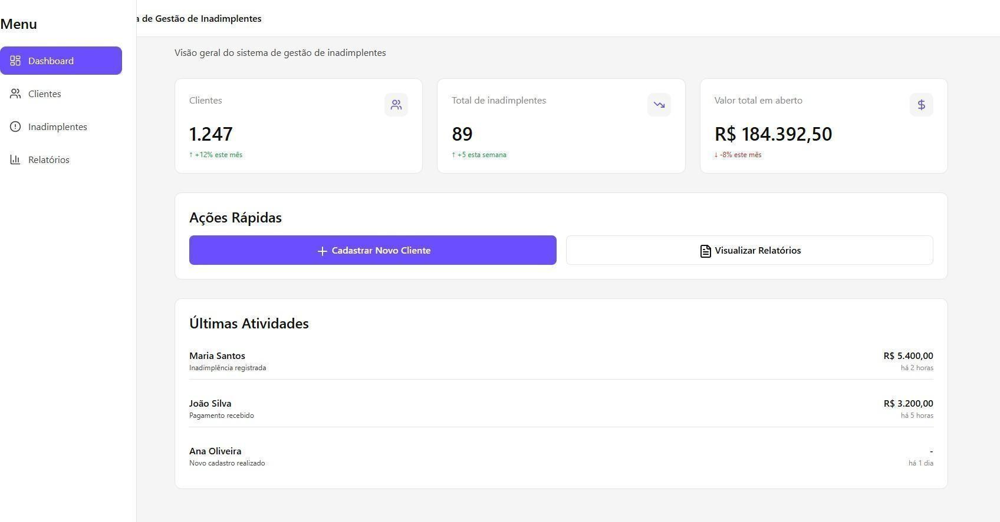 Menu
Dashboard
Clientes
Inadimplentes
Relatórios
de Gestão de Inadimplentes
Visão geral do sistema de gestão de inadimplentes
Clientes
1.247
↑ +12% este mês
Total de inadimplentes
89
↑ +5 esta semana
Valor total em aberto
R$ 184.392,50
↓ -8% este mês
Ações Rápidas
Cadastrar Novo Cliente
Visualizar Relatórios
Últimas Atividades
Maria Santos
R$ 5.400,00
Inadimplência registrada
há 2 horas
João Silva
R$ 3.200,00
Pagamento recebido
há 5 horas
Ana Oliveira
-
Novo cadastro realizado
há 1 dia